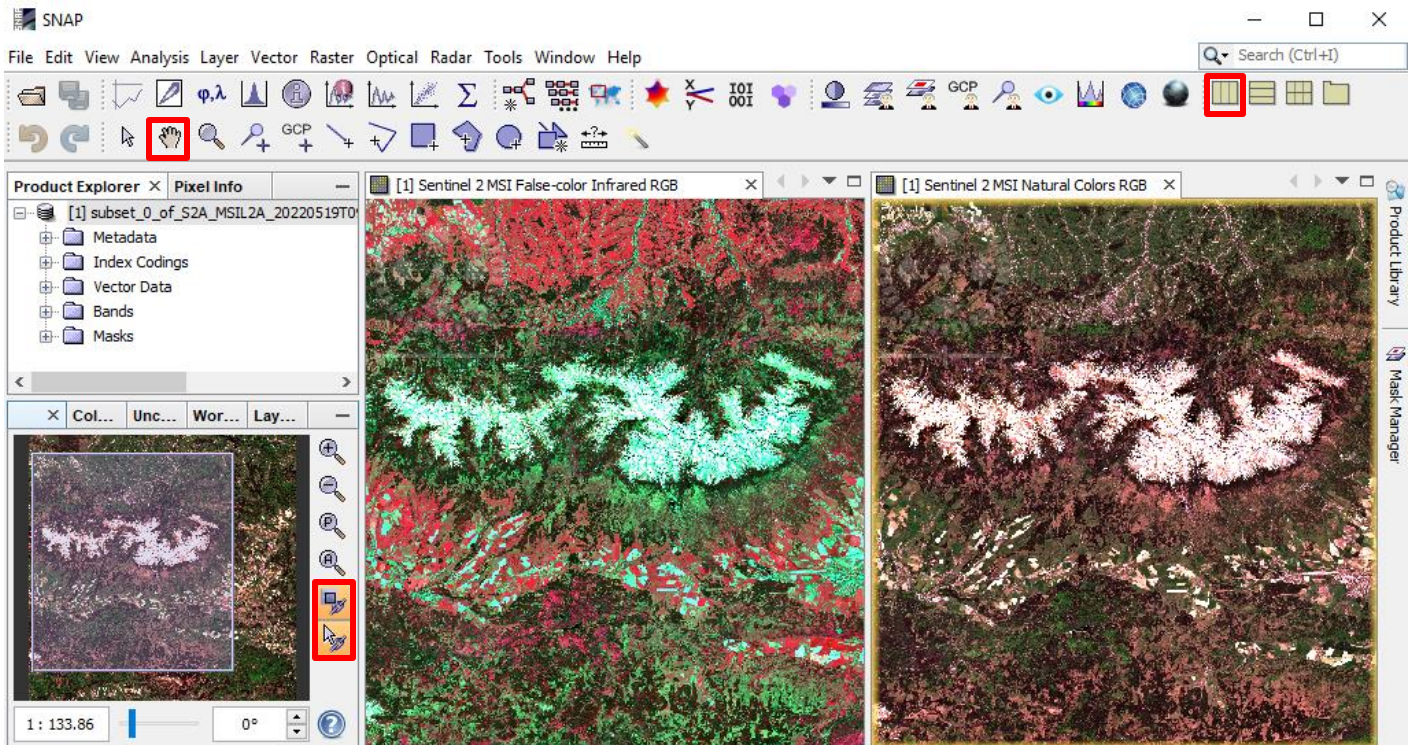 SNAP
File Edit View Analysis Layer Vector Raster Optical Radar Tools Window Help
Search (Ctrl+I)
φ,λ
Σ
X
Y
IOI
OOI
GCP
GCP
+?+
Product Explorer × Pixel Info
[1] subset_0_of_S2A_MSIL2A_20220519T0
Metadata
Index Codings
Vector Data
Bands
Masks
× Col... Unc... Wor... Lay...
P
A
1 : 133.86
0°
?
[1] Sentinel 2 MSI False-color Infrared RGB
[1] Sentinel 2 MSI Natural Colors RGB
Product Library
Mask Manager